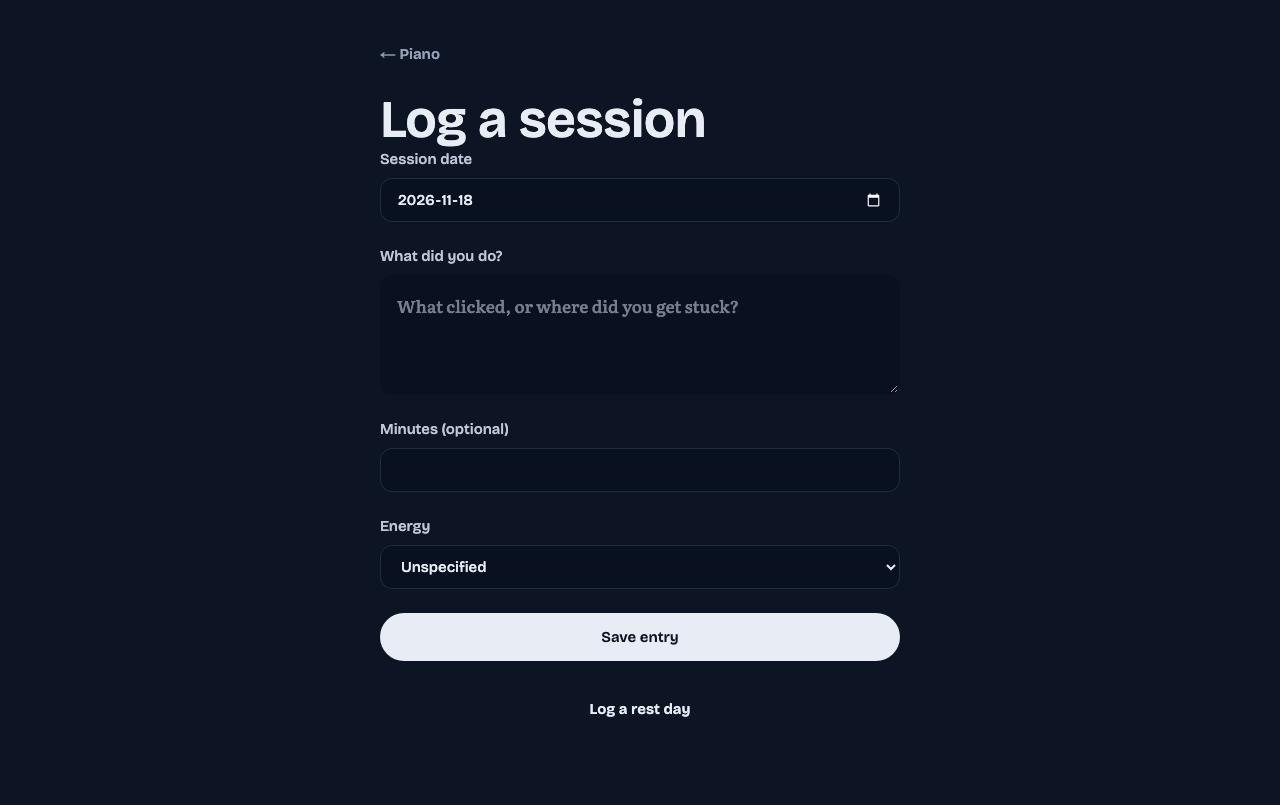 ← Piano
Log a session
Session date
2026-11-18
What did you do?
What clicked, or where did you get stuck?
Minutes (optional)
Energy
Unspecified
Save entry
Log a rest day